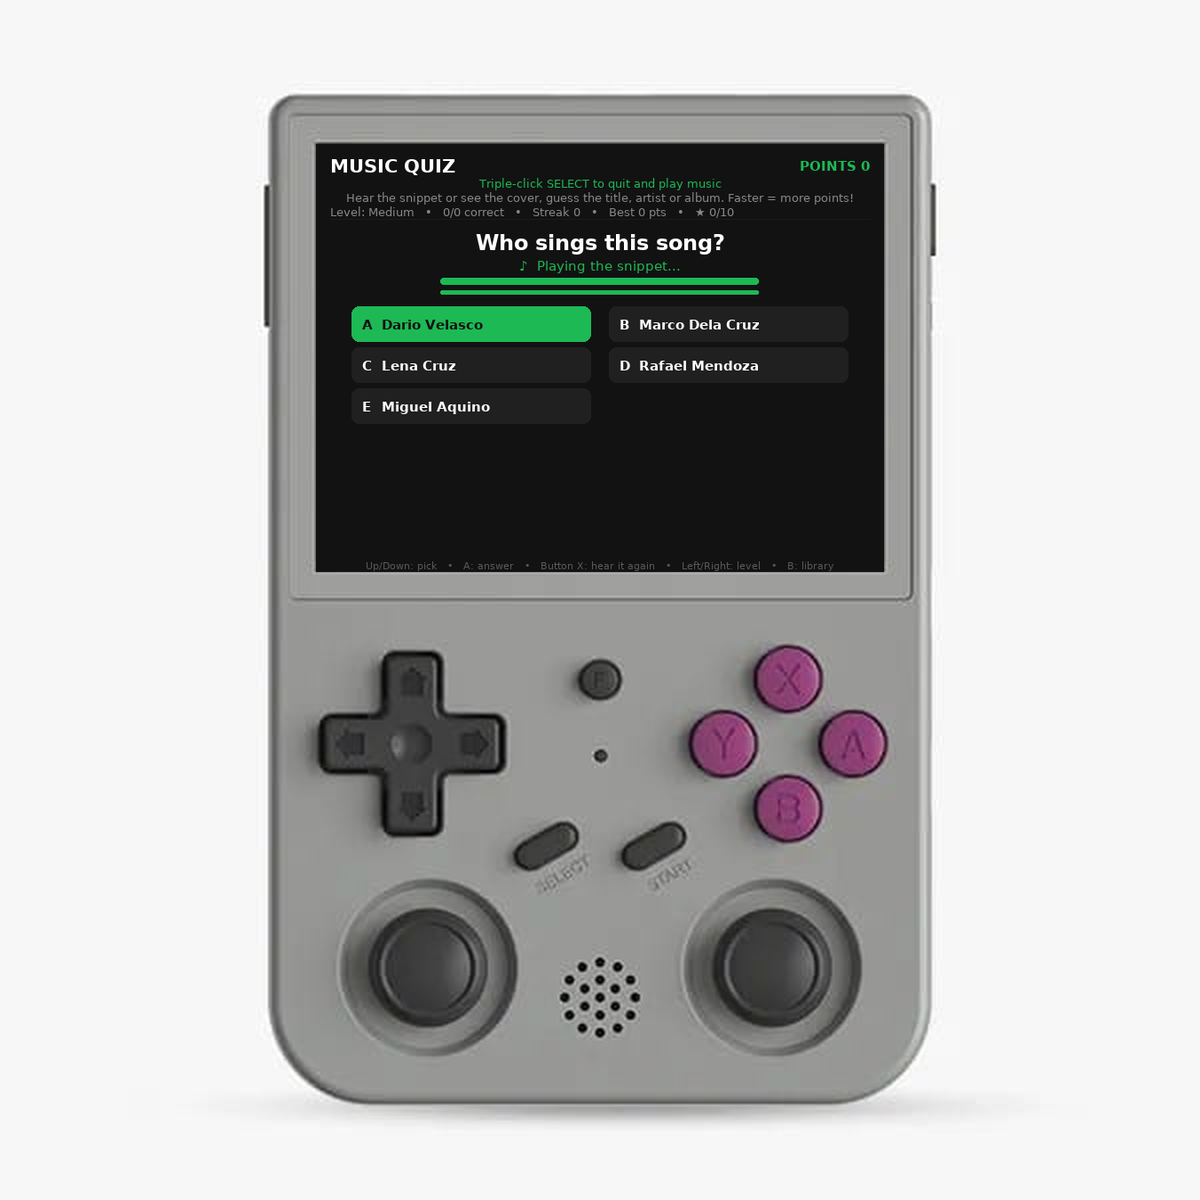 MUSIC QUIZ
POINTS 0
Triple-click SELECT to quit and play music
Hear the snippet or see the cover, guess the title, artist or album. Faster = more points!
Level: Medium • 0/0 correct • Streak 0 • Best 0 pts • ★ 0/10
Who sings this song?
♪ Playing the snippet...
A Dario Velasco
B Marco Dela Cruz
C Lena Cruz
D Rafael Mendoza
E Miguel Aquino
Up/Down: pick • A: answer • Button X: hear it again • Left/Right: level • B: library
F
X
Y
A
B
SELECT
START